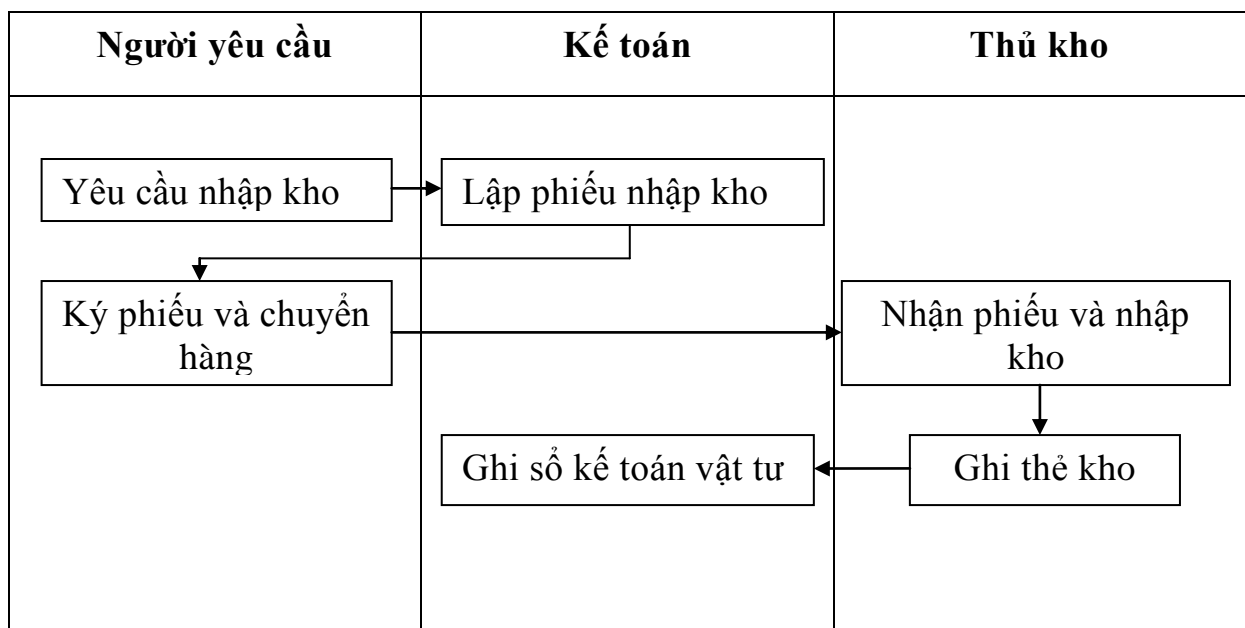 Người yêu cầu
Kế toán
Thủ kho
Yêu cầu nhập kho
Lập phiếu nhập kho
Ký phiếu và chuyển
hàng
Nhận phiếu và nhập
kho
Ghi sổ kế toán vật tư
Ghi thẻ kho